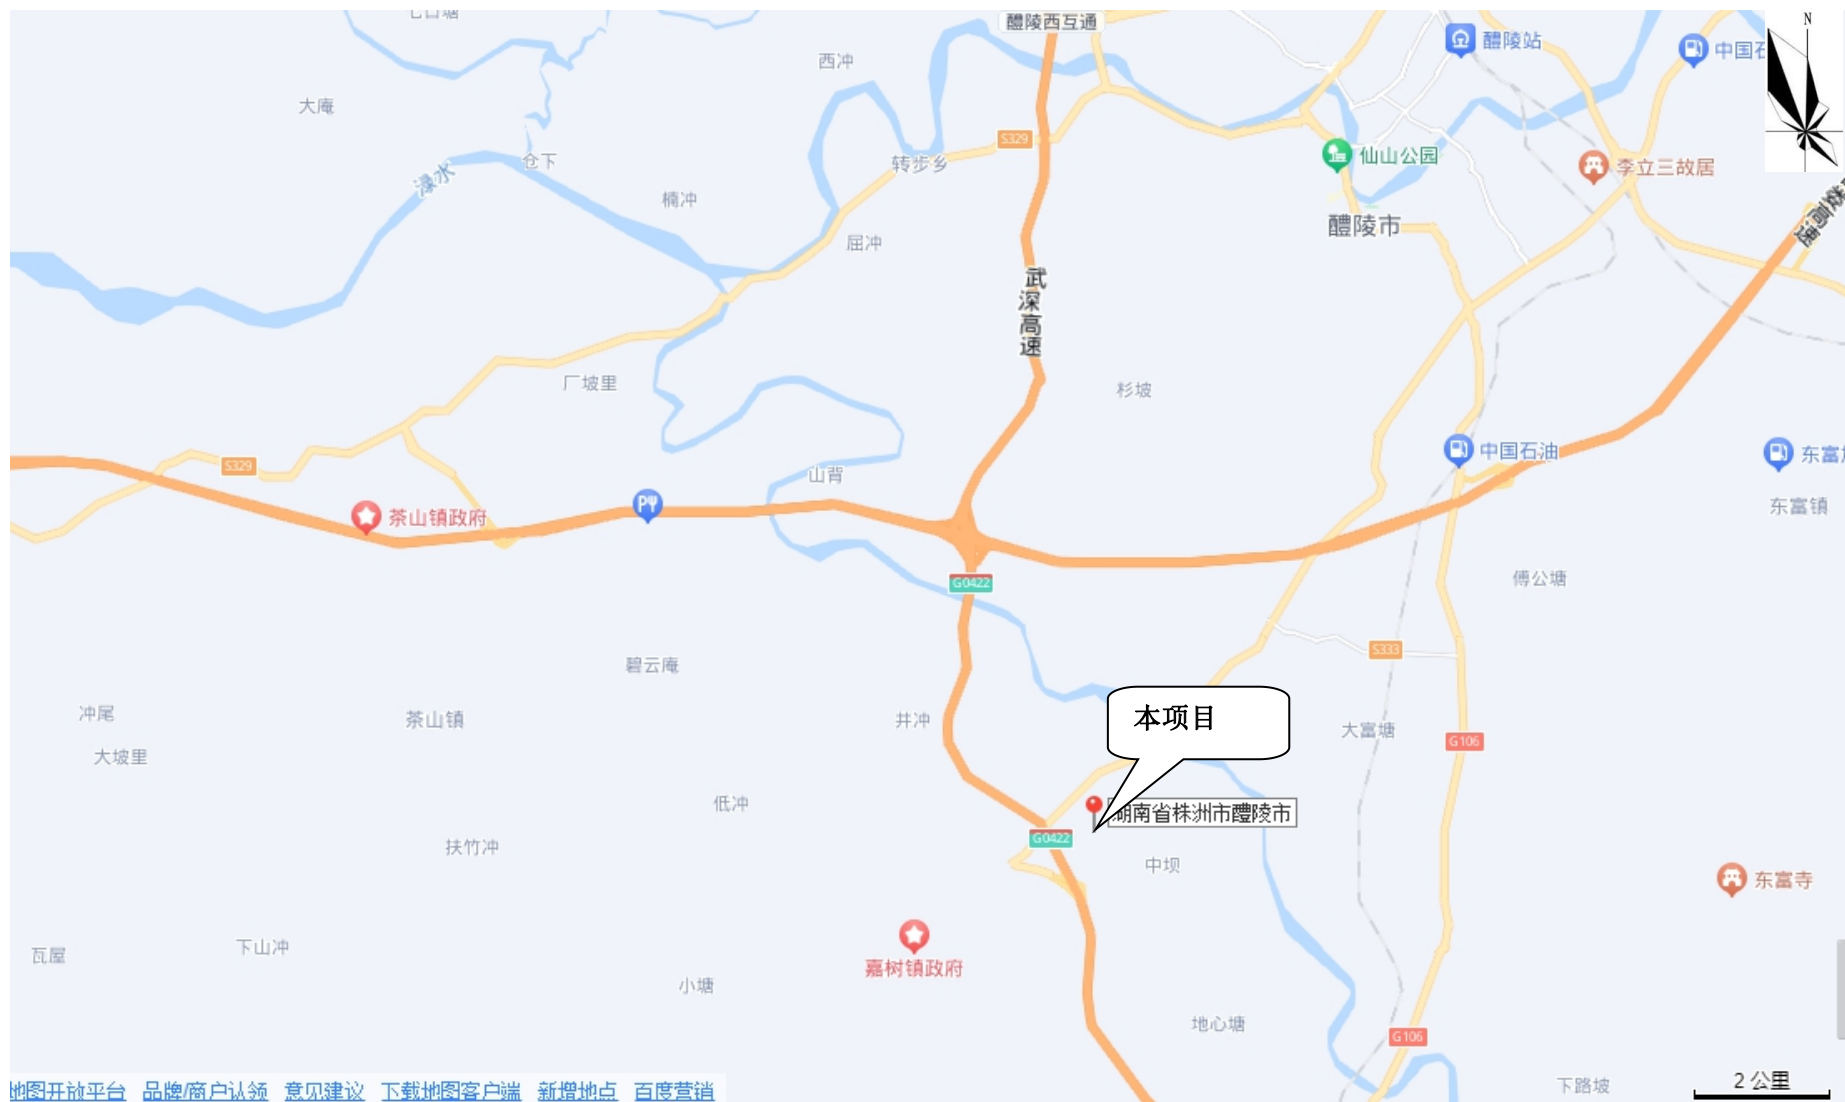 七口塘
醴陵西互通
N
醴陵站
西冲
大庵
S329
仓下
转步乡
仙山公园
李立三故居
渌水
楠冲
醴陵市
屈冲
武深高速
厂坡里
杉坡
中国石油
东富
S329
山背
茶山镇政府
东富镇
G0422
傅公塘
S333
碧云庵
本项目
冲尾
茶山镇
井冲
大富塘
G106
大坡里
低冲
湖南省株洲市醴陵市
G0422
扶竹冲
中坝
东富寺
嘉树镇政府
下山冲
瓦屋
小塘
地心塘
G106
下路坡
2 公里
地图开放平台 品牌/商户认领 意见建议 下载地图客户端 新增地点 百度营销